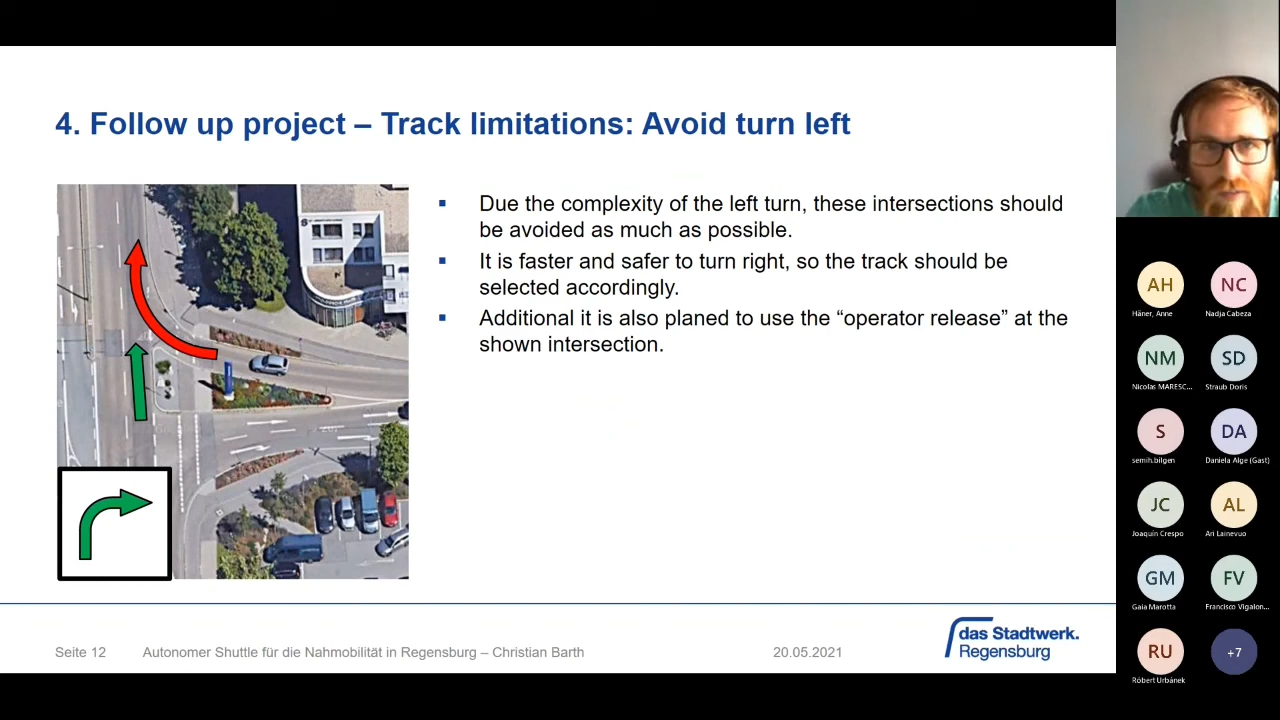 4. Follow up project – Track limitations: Avoid turn left
Due the complexity of the left turn, these intersections should
be avoided as much as possible.
It is faster and safer to turn right, so the track should be
selected accordingly.
Additional it is also planed to use the “operator release” at the
shown intersection.
Seite 12
Autonomer Shuttle für die Nahmobilität in Regensburg – Christian Barth
20.05.2021
das Stadtwerk.
Regensburg
AH
NC
Häner, Anne
Nadja Cabeza
NM
SD
Nicolas MARESC...
Straub Doris
S
DA
semih.bilgen
Daniela Alge (Gast)
JC
AL
Joaquín Crespo
Ari Lainevuo
GM
FV
Gaia Marotta
Francisco Vigalon...
RU
+7
Róbert Urbánek